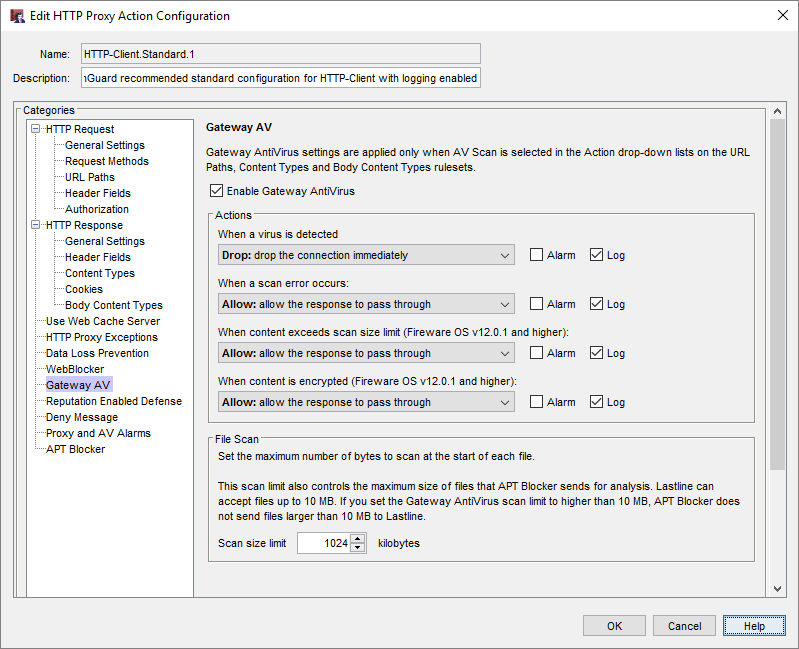 Edit HTTP Proxy Action Configuration
Name: HTTP-Client.Standard.1
Description: Guard recommended standard configuration for HTTP-Client with logging enabled
Categories
HTTP Request
General Settings
Request Methods
URL Paths
Header Fields
Authorization
HTTP Response
General Settings
Header Fields
Content Types
Cookies
Body Content Types
Use Web Cache Server
HTTP Proxy Exceptions
Data Loss Prevention
WebBlocker
Gateway AV
Reputation Enabled Defense
Deny Message
Proxy and AV Alarms
APT Blocker
Gateway AV
Gateway AntiVirus settings are applied only when AV Scan is selected in the Action drop-down lists on the URL
Paths, Content Types and Body Content Types rulesets.
Enable Gateway AntiVirus
Actions
When a virus is detected
Drop: drop the connection immediately Alarm Log
When a scan error occurs:
Allow: allow the response to pass through Alarm Log
When content exceeds scan size limit (Fireware OS v12.0.1 and higher):
Allow: allow the response to pass through Alarm Log
When content is encrypted (Fireware OS v12.0.1 and higher):
Allow: allow the response to pass through Alarm Log
File Scan
Set the maximum number of bytes to scan at the start of each file.
This scan limit also controls the maximum size of files that APT Blocker sends for analysis. Lastline can
accept files up to 10 MB. If you set the Gateway AntiVirus scan limit to higher than 10 MB, APT Blocker does
not send files larger than 10 MB to Lastline.
Scan size limit 1024 kilobytes
OK Cancel Help